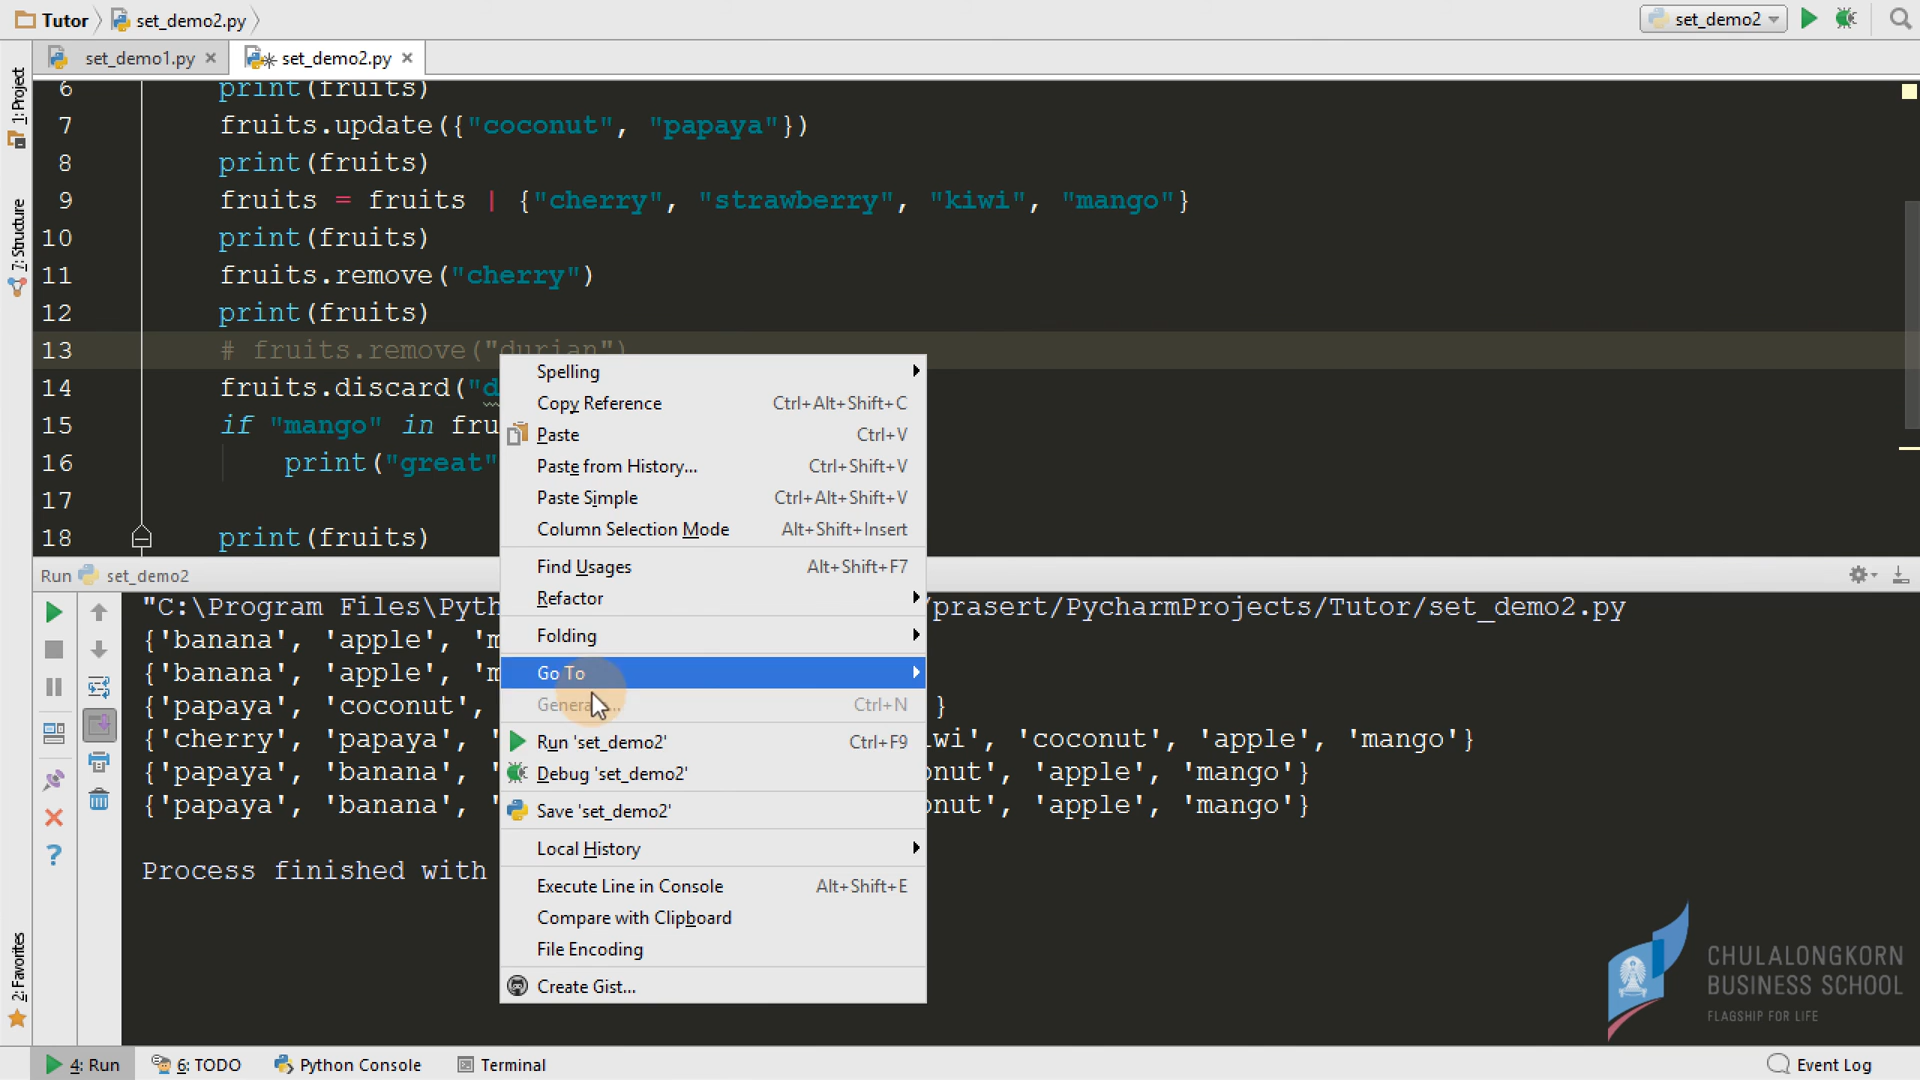 Tutor set_demo2.py set_demo2
set_demo1.py set_demo2.py
1: Project
7: Structure
2: Favorites
6 print(fruits)
7 fruits.update({"coconut", "papaya"})
8 print(fruits)
9 fruits = fruits | {"cherry", "strawberry", "kiwi", "mango"}
10 print(fruits)
11 fruits.remove("cherry")
12 print(fruits)
13 # fruits.remove("durian")
14 fruits.discard("d
15 if "mango" in fru
16 print("great"
17
18 print(fruits)
Spelling
Copy Reference Ctrl+Alt+Shift+C
Paste Ctrl+V
Paste from History... Ctrl+Shift+V
Paste Simple Ctrl+Alt+Shift+V
Column Selection Mode Alt+Shift+Insert
Find Usages Alt+Shift+F7
Refactor
Folding
Go To
Ctrl+N
Run 'set_demo2' Ctrl+F9
Debug 'set_demo2'
Save 'set_demo2'
Local History
Execute Line in Console Alt+Shift+E
Compare with Clipboard
File Encoding
Create Gist...
Run set_demo2
"C:\Program Files\Pyth /prasert/PycharmProjects/Tutor/set_demo2.py
{'banana', 'apple', 'm
{'banana', 'apple', 'm
{'papaya', 'coconut', }
{'cherry', 'papaya', ' wi', 'coconut', 'apple', 'mango'}
{'papaya', 'banana', ' onut', 'apple', 'mango'}
{'papaya', 'banana', ' onut', 'apple', 'mango'}
Process finished with
CHULALONGKORN
BUSINESS SCHOOL
FLAGSHIP FOR LIFE
4: Run 6: TODO Python Console Terminal Event Log